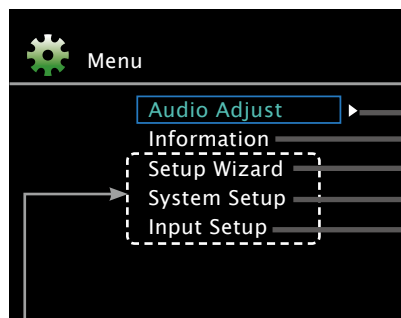 Menu
Audio Adjust
Information
Setup Wizard
System Setup
Input Setup